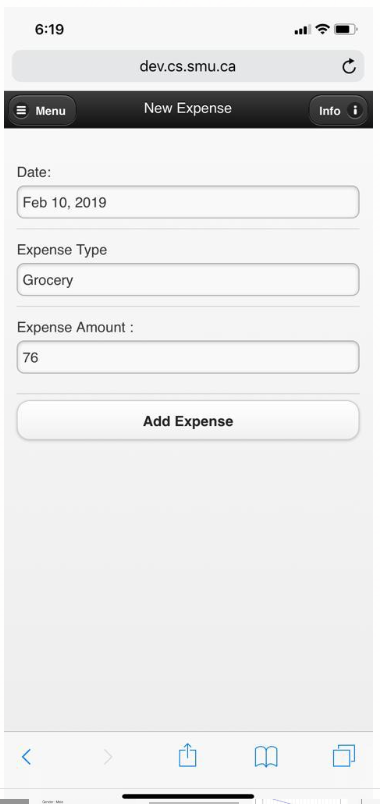 6:19
dev.cs.smu.ca
Menu
New Expense
Info
Date:
Feb 10, 2019
Expense Type
Grocery
Expense Amount :
76
Add Expense